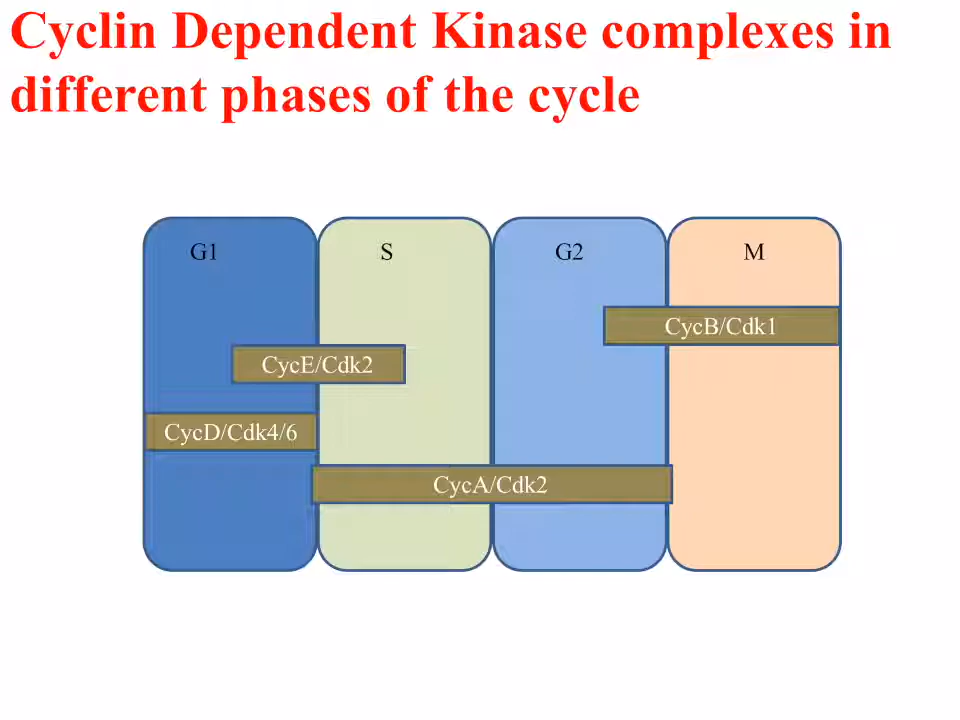 Cyclin Dependent Kinase complexes in
different phases of the cycle
G1 S G2 M
CycB/Cdk1
CycE/Cdk2
CycD/Cdk4/6
CycA/Cdk2